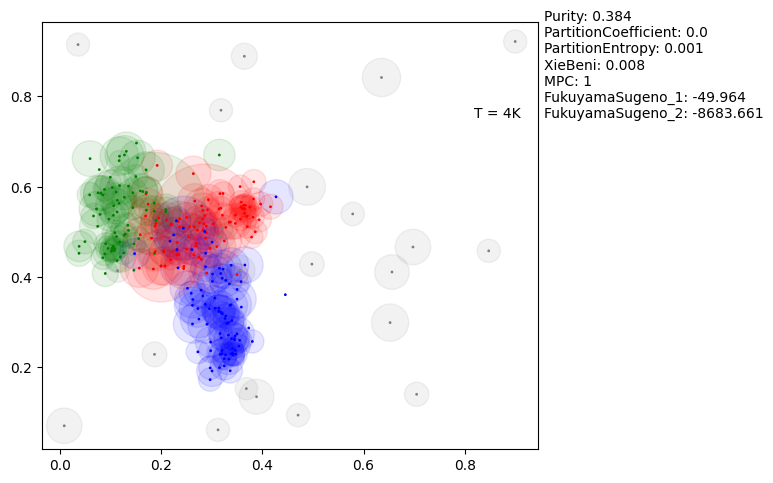 Purity: 0.384
PartitionCoefficient: 0.0
PartitionEntropy: 0.001
XieBeni: 0.008
MPC: 1
FukuyamaSugeno_1: -49.964
FukuyamaSugeno_2: -8683.661
T = 4K
0.8
0.6
0.4
0.2
0.0 0.2 0.4 0.6 0.8